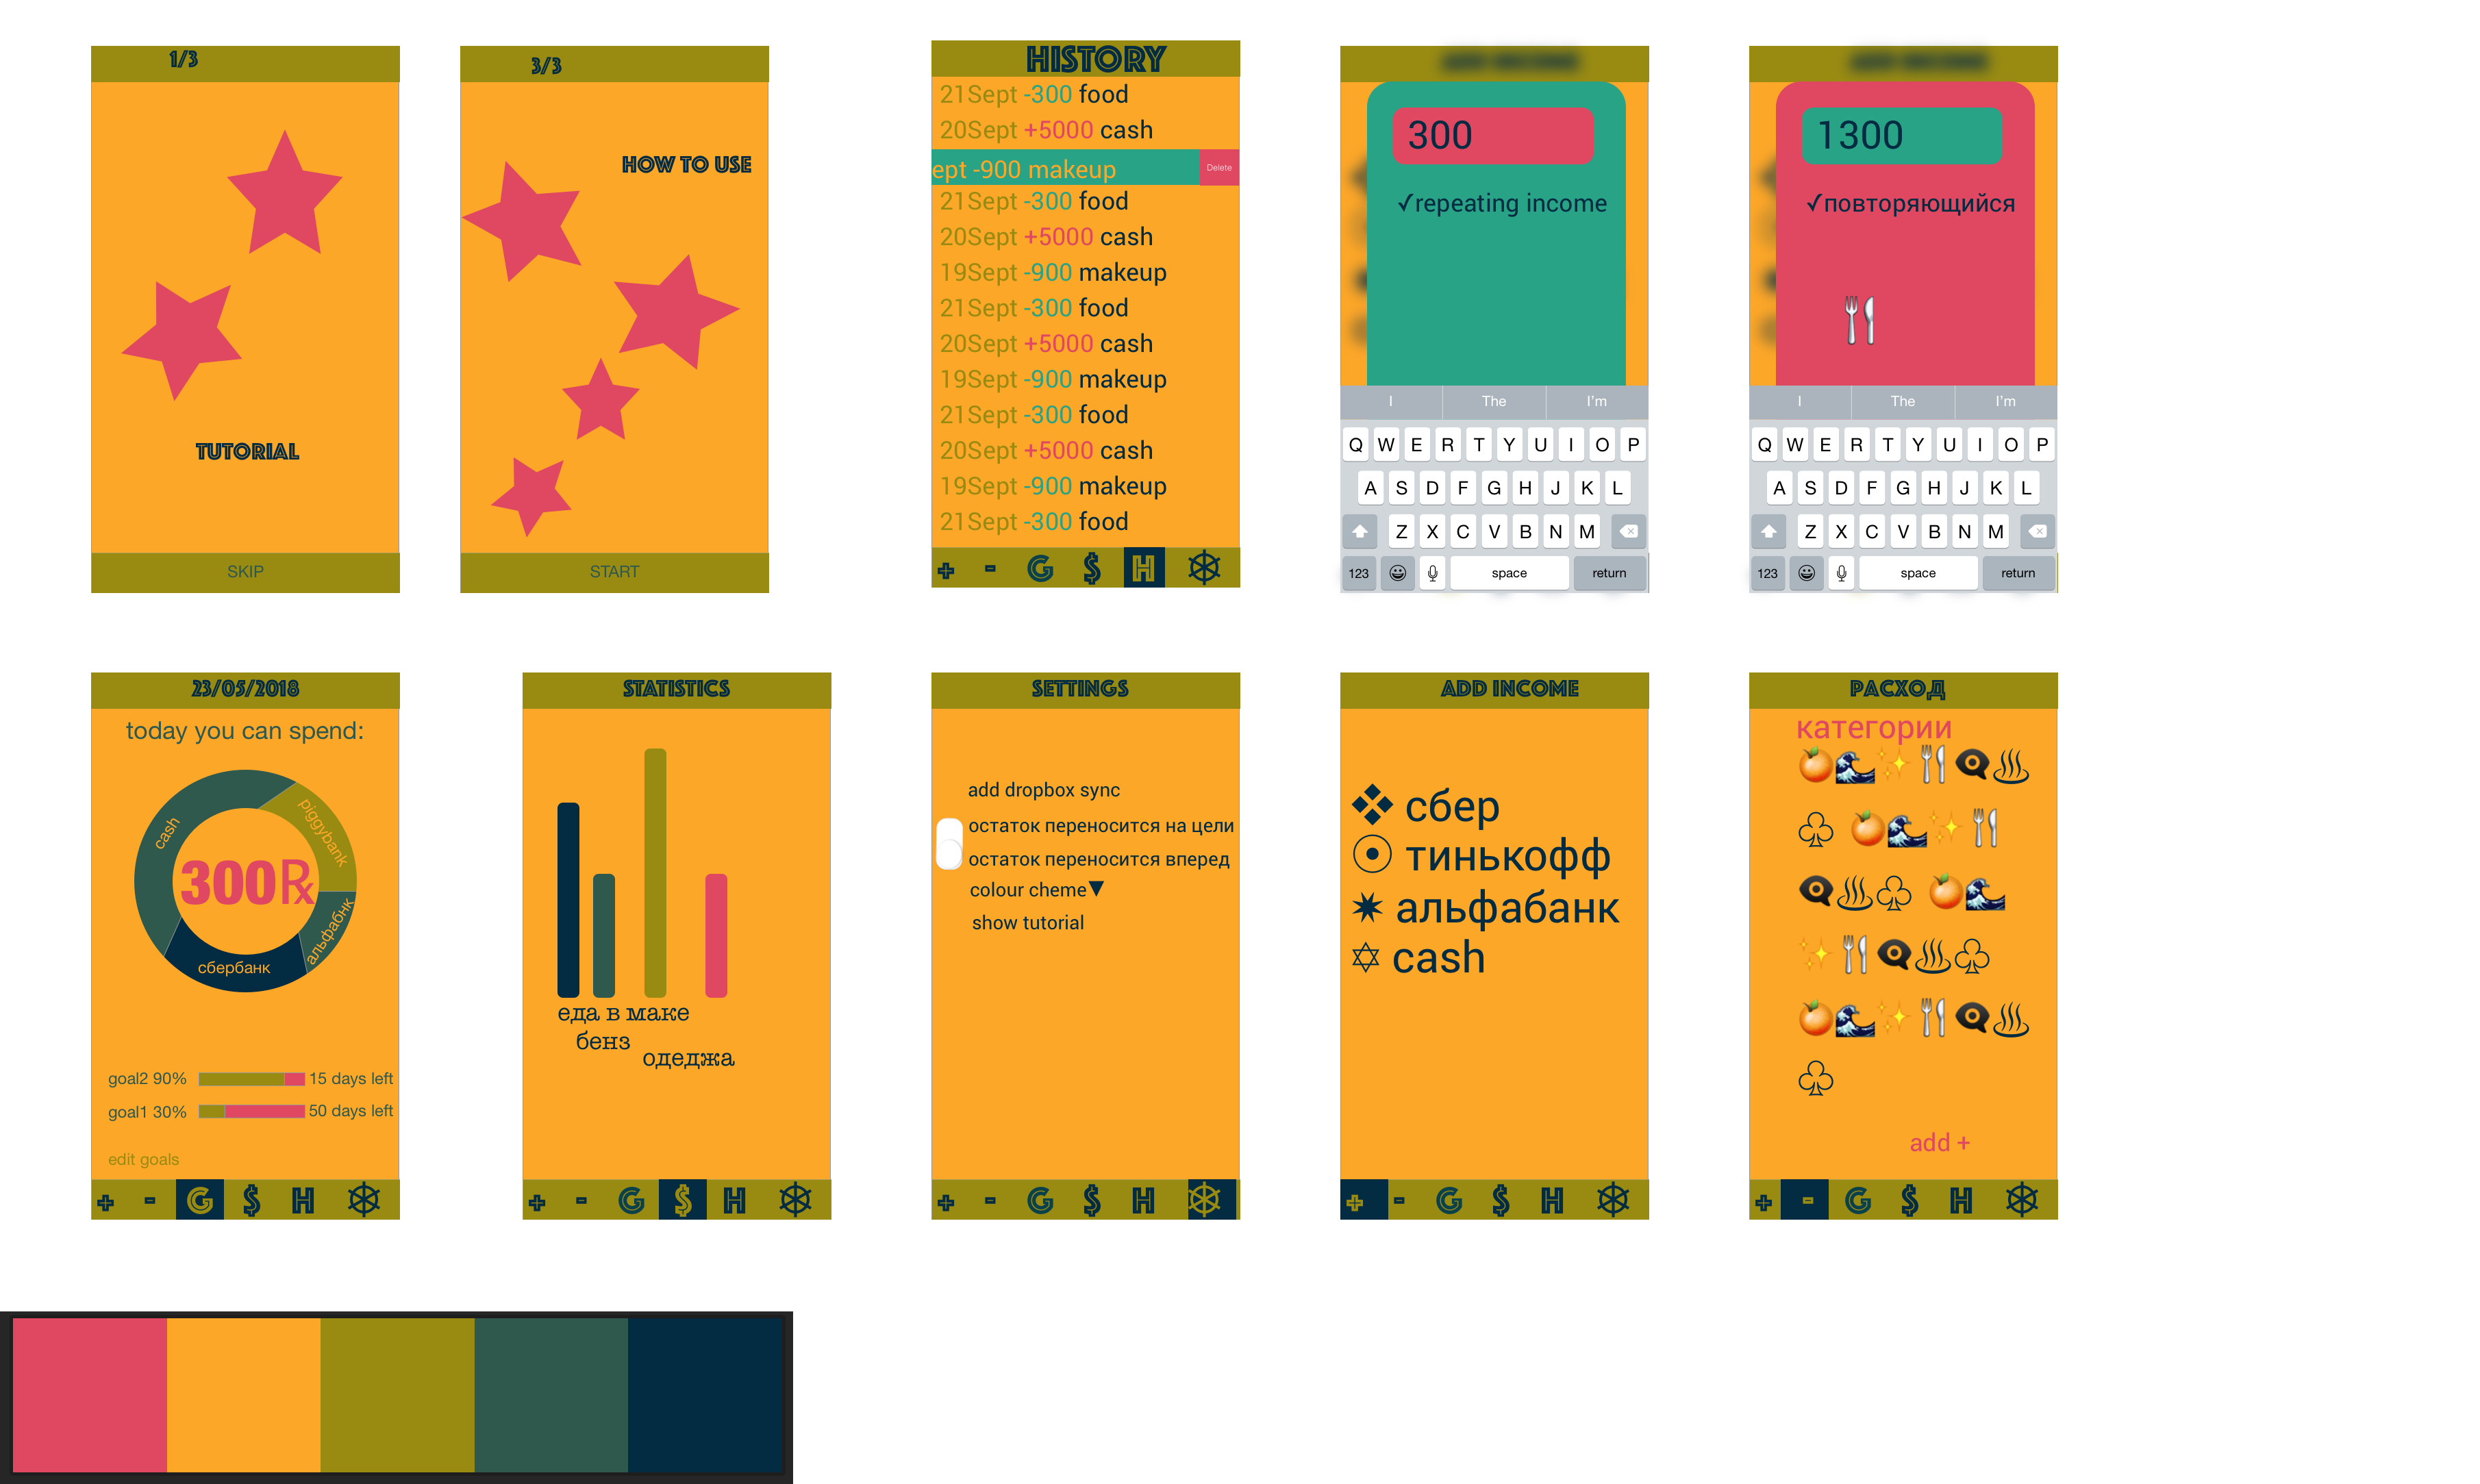 1/3
TUTORIAL
SKIP
3/3
HOW TO USE
START
HISTORY
21Sept -300 food
20Sept +5000 cash
ept -900 makeup
Delete
21Sept -300 food
20Sept +5000 cash
19Sept -900 makeup
21Sept -300 food
20Sept +5000 cash
19Sept -900 makeup
21Sept -300 food
20Sept +5000 cash
19Sept -900 makeup
21Sept -300 food
+ - G $ H
300
✓repeating income
I The I'm
Q W E R T Y U I O P
A S D F G H J K L
Z X C V B N M
123 space return
1300
✓повторяющийся
I The I'm
Q W E R T Y U I O P
A S D F G H J K L
Z X C V B N M
123 space return
23/05/2018
today you can spend:
cash
piggybank
300℞
альфабнк
сбербанк
goal2 90% 15 days left
goal1 30% 50 days left
edit goals
+ - G $ H
STATISTICS
еда в маке
бенз
одеджа
+ - G $ H
SETTINGS
add dropbox sync
остаток переносится на цели
остаток переносится вперед
colour cheme▼
show tutorial
+ - G $ H
ADD INCOME
сбер
тинькофф
альфабанк
cash
+ - G $ H
РАСХОД
категории
add +
+ - G $ H